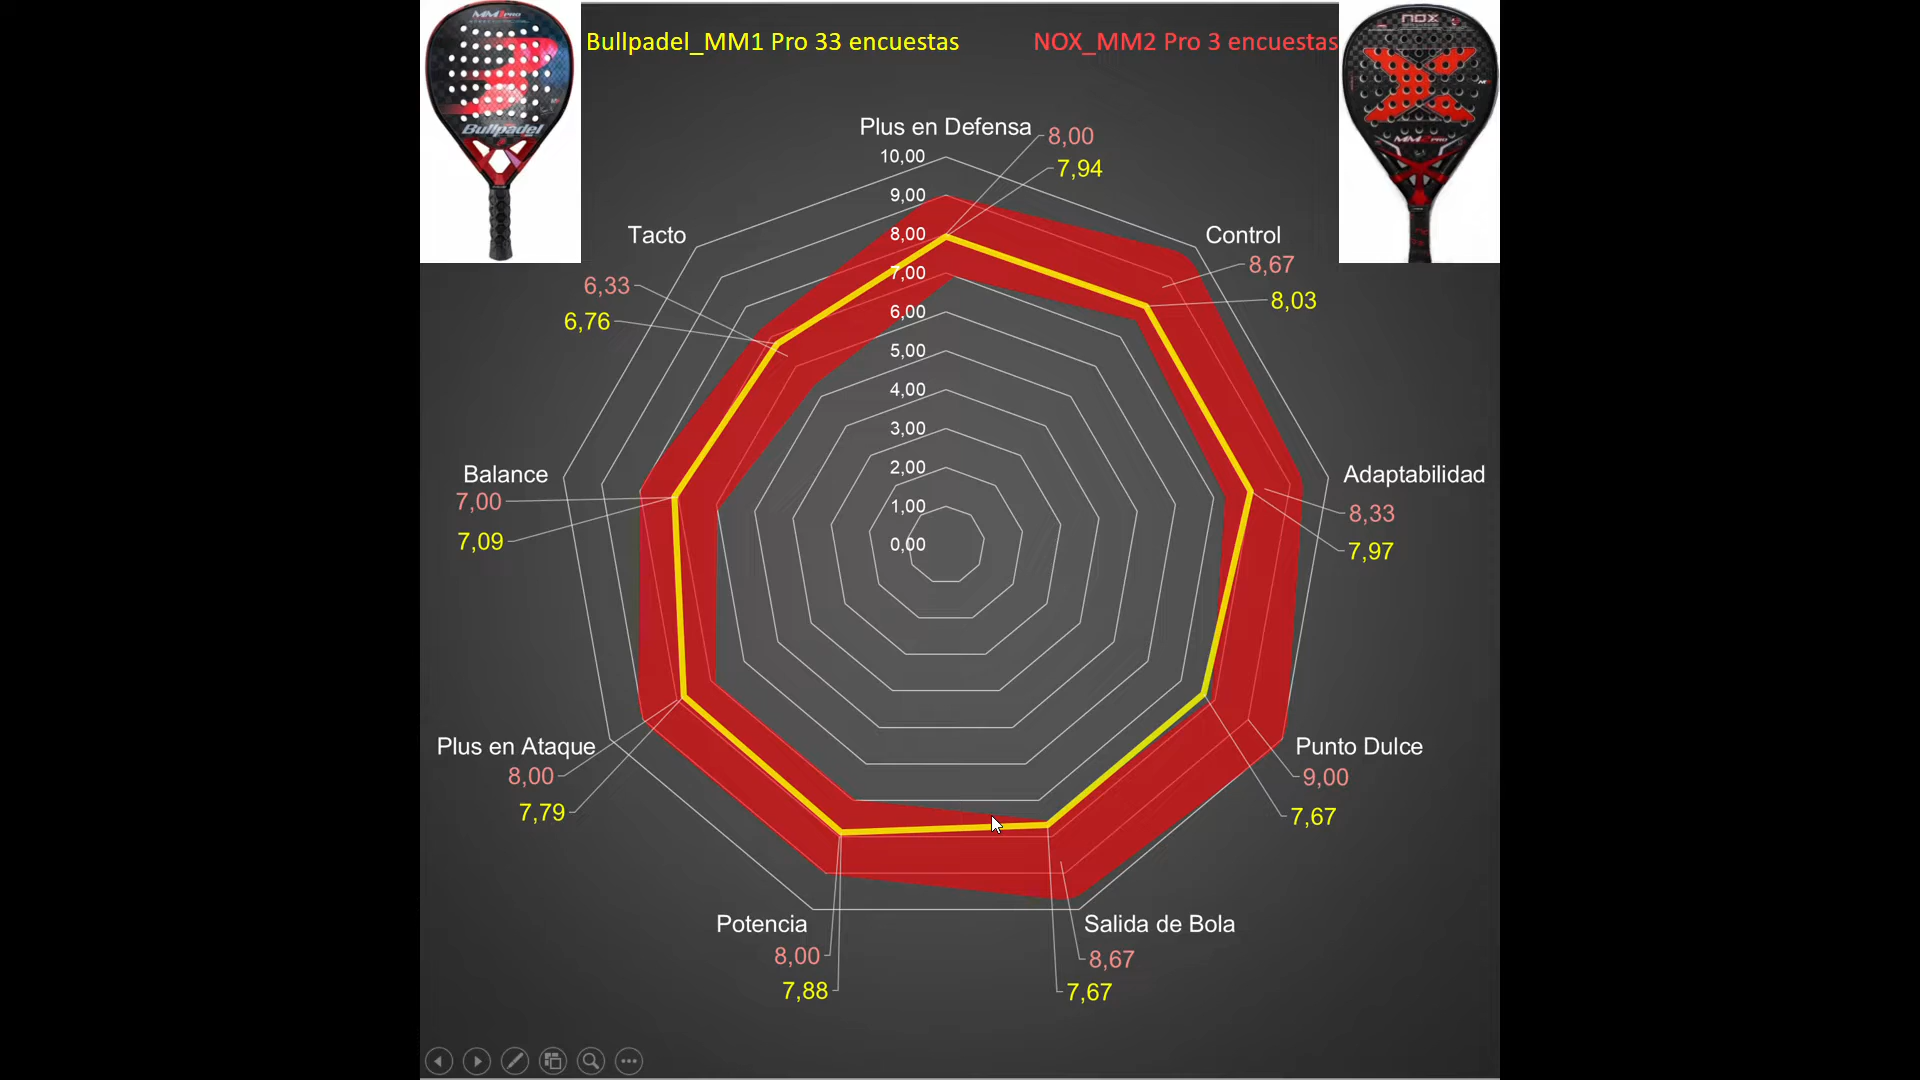 Bullpadel_MM1 Pro 33 encuestas
NOX_MM2 Pro 3 encuestas
Bullpadel
nox
Plus en Defensa
8,00
7,94
Control
8,67
8,03
Adaptabilidad
8,33
7,97
Punto Dulce
9,00
7,67
Salida de Bola
8,67
7,67
Potencia
8,00
7,88
Plus en Ataque
8,00
7,79
Balance
7,00
7,09
Tacto
6,33
6,76
10,00
9,00
8,00
7,00
6,00
5,00
4,00
3,00
2,00
1,00
0,00